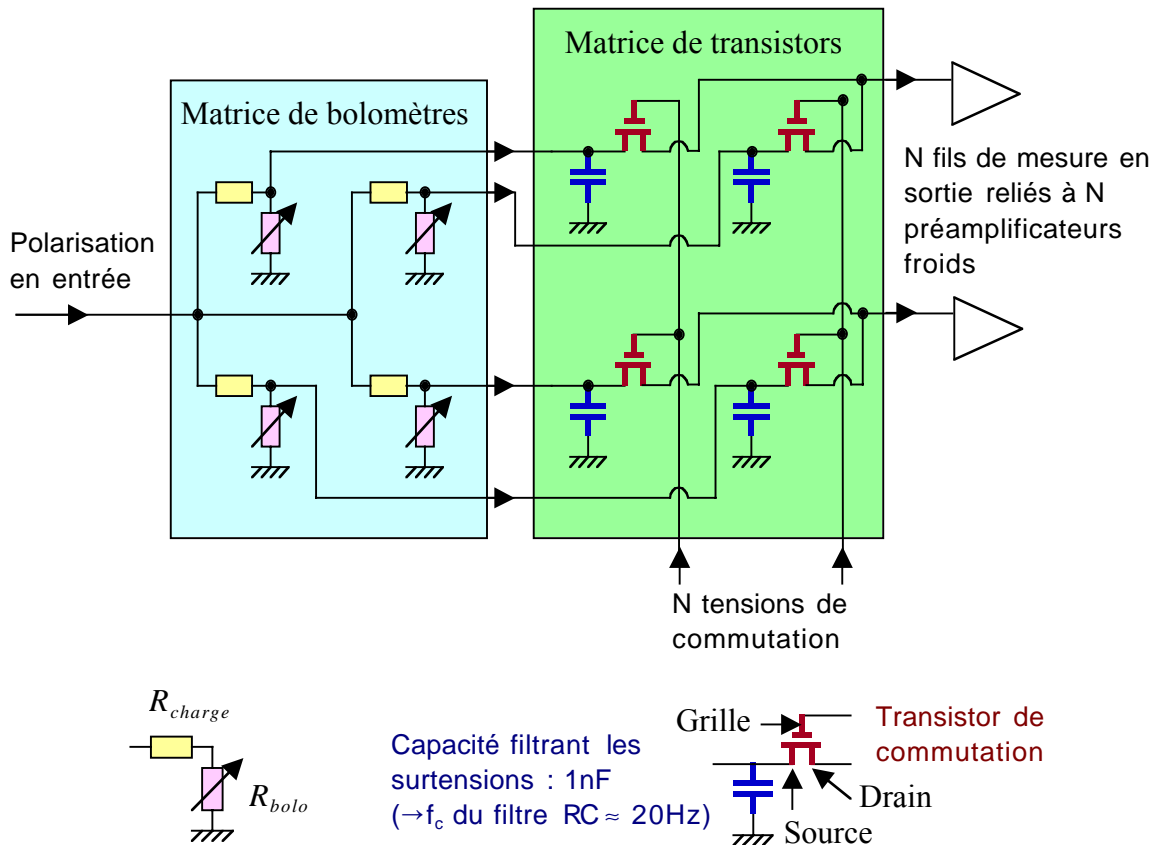 Matrice de transistors
Matrice de bolomètres
N fils de mesure en
sortie reliés à N
préamplificateurs
froids
Polarisation
en entrée
N tensions de
commutation
R_charge
R_bolo
Capacité filtrant les
surtensions : 1nF
(→f_c du filtre RC ≈ 20Hz)
Grille
Transistor de
commutation
Drain
Source